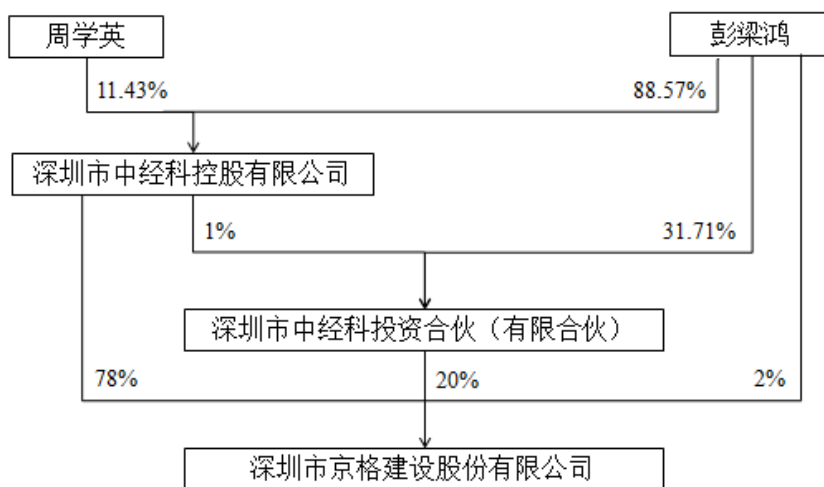 周学英
彭梁鸿
11.43%
88.57%
深圳市中经科控股有限公司
1%
31.71%
深圳市中经科投资合伙（有限合伙）
78%
20%
2%
深圳市京格建设股份有限公司